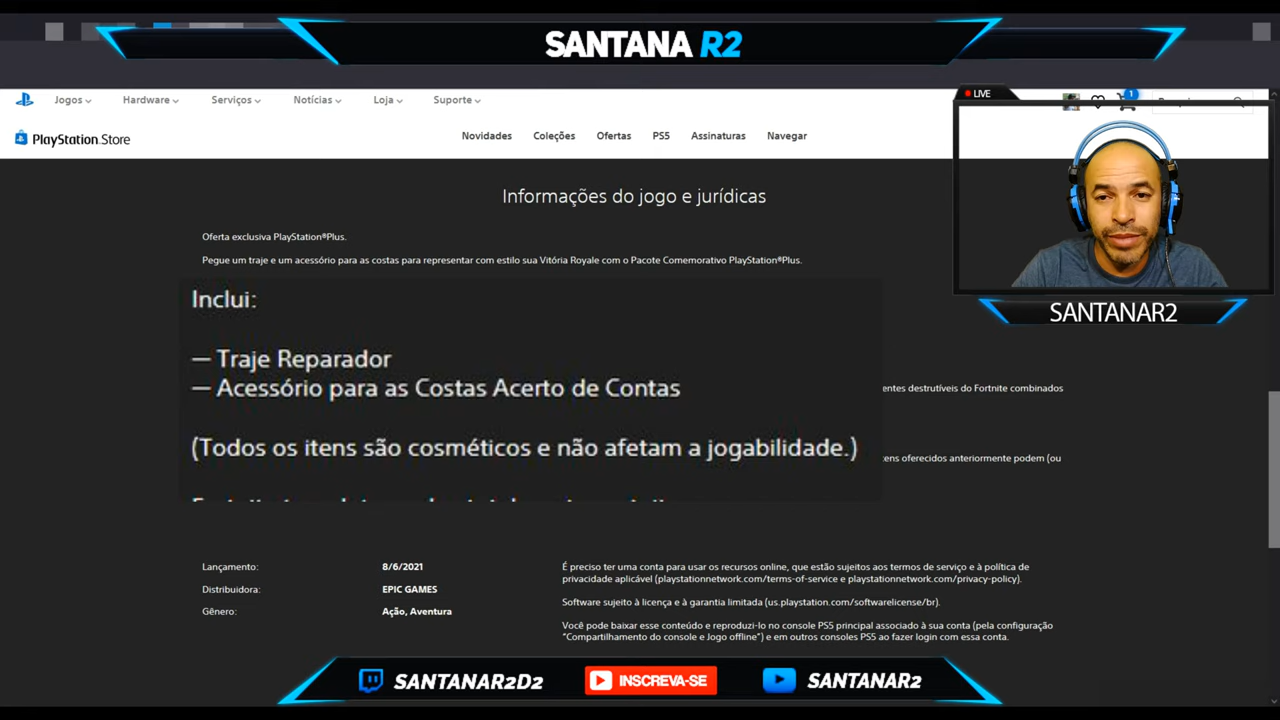 SANTANA R2
Jogos
Hardware
Serviços
Notícias
Loja
Suporte
LIVE
1
PlayStation Store
Novidades
Coleções
Ofertas
PS5
Assinaturas
Navegar
Informações do jogo e jurídicas
Oferta exclusiva PlayStation®Plus.
Pegue um traje e um acessório para as costas para representar com estilo sua Vitória Royale com o Pacote Comemorativo PlayStation®Plus.
Inclui:
— Traje Reparador
— Acessório para as Costas Acerto de Contas
entes destrutíveis do Fortnite combinados
(Todos os itens são cosméticos e não afetam a jogabilidade.)
ens oferecidos anteriormente podem (ou
SANTANAR2
Lançamento:
8/6/2021
Distribuidora:
EPIC GAMES
Gênero:
Ação, Aventura
É preciso ter uma conta para usar os recursos online, que estão sujeitos aos termos de serviço e à política de
privacidade aplicável (playstationnetwork.com/terms-of-service e playstationnetwork.com/privacy-policy).
Software sujeito à licença e à garantia limitada (us.playstation.com/softwarelicense/br).
Você pode baixar esse conteúdo e reproduzi-lo no console PS5 principal associado à sua conta (pela configuração
“Compartilhamento do console e Jogo offline”) e em outros consoles PS5 ao fazer login com essa conta.
SANTANAR2D2
INSCREVA-SE
SANTANAR2